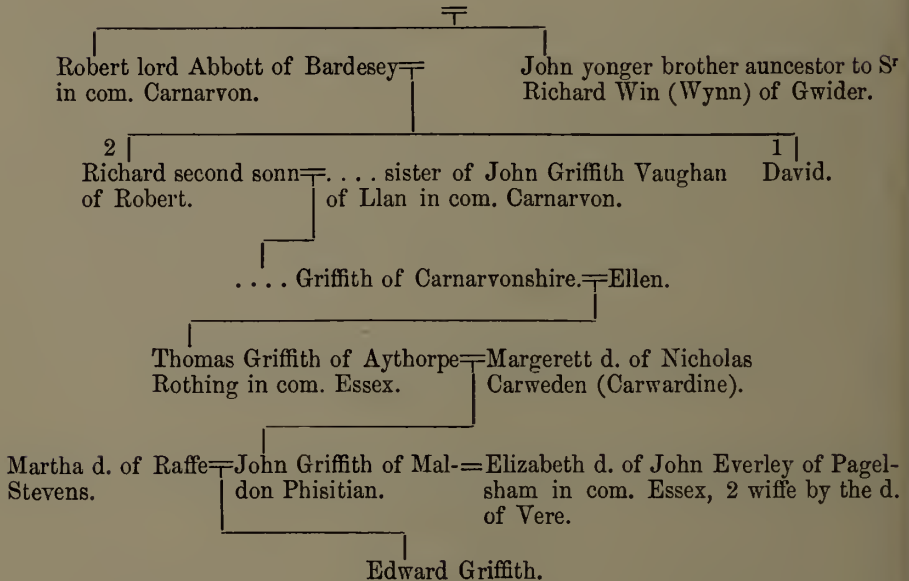 Robert lord Abbott of Bardesey
in com. Carnarvon.
John yonger brother auncestor to Sr
Richard Win (Wynn) of Gwider.
2
Richard second sonn
of Robert.
.... sister of John Griffith Vaughan
of Llan in com. Carnarvon.
1
David.
.... Griffith of Carnarvonshire.
Ellen.
Thomas Griffith of Aythorpe
Rothing in com. Essex.
Margerett d. of Nicholas
Carweden (Carwardine).
Martha d. of Raffe
Stevens.
John Griffith of Mal-
don Phisitian.
Elizabeth d. of John Everley of Pagel-
sham in com. Essex, 2 wiffe by the d.
of Vere.
Edward Griffith.